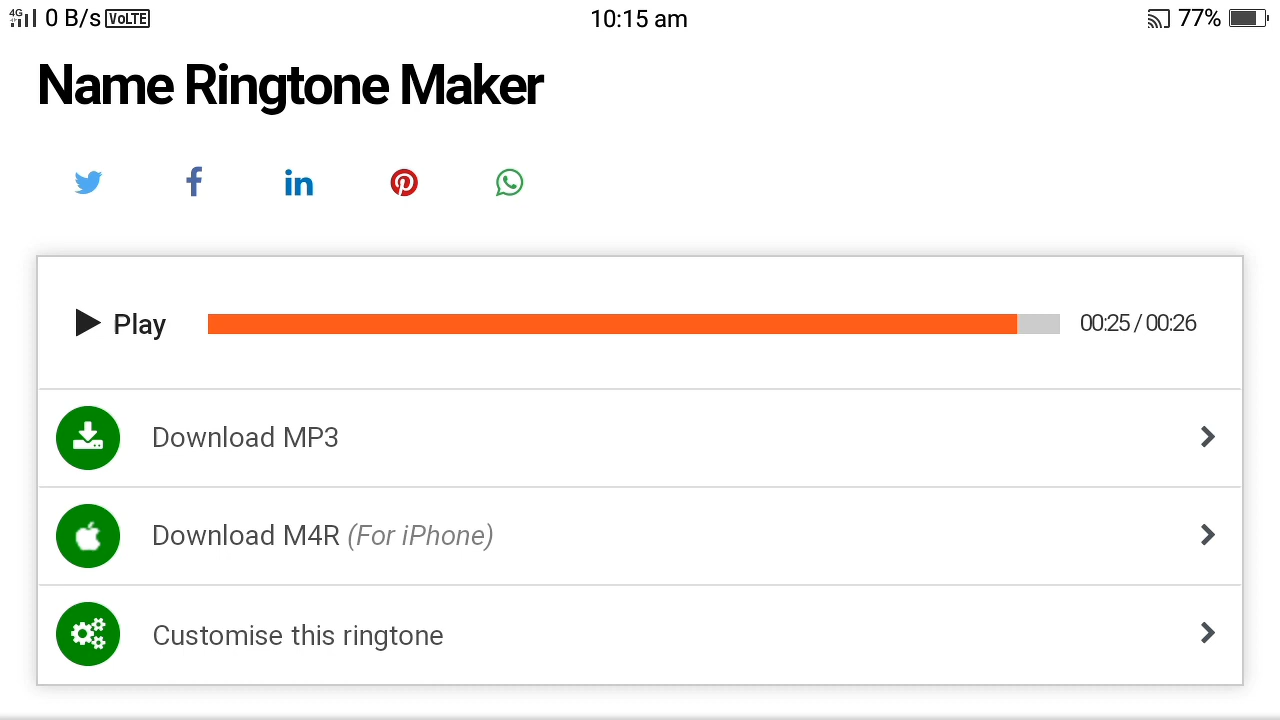 4G 0 B/s VoLTE 10:15 am 77%
Name Ringtone Maker
Play 00:25 / 00:26
Download MP3
Download M4R (For iPhone)
Customise this ringtone